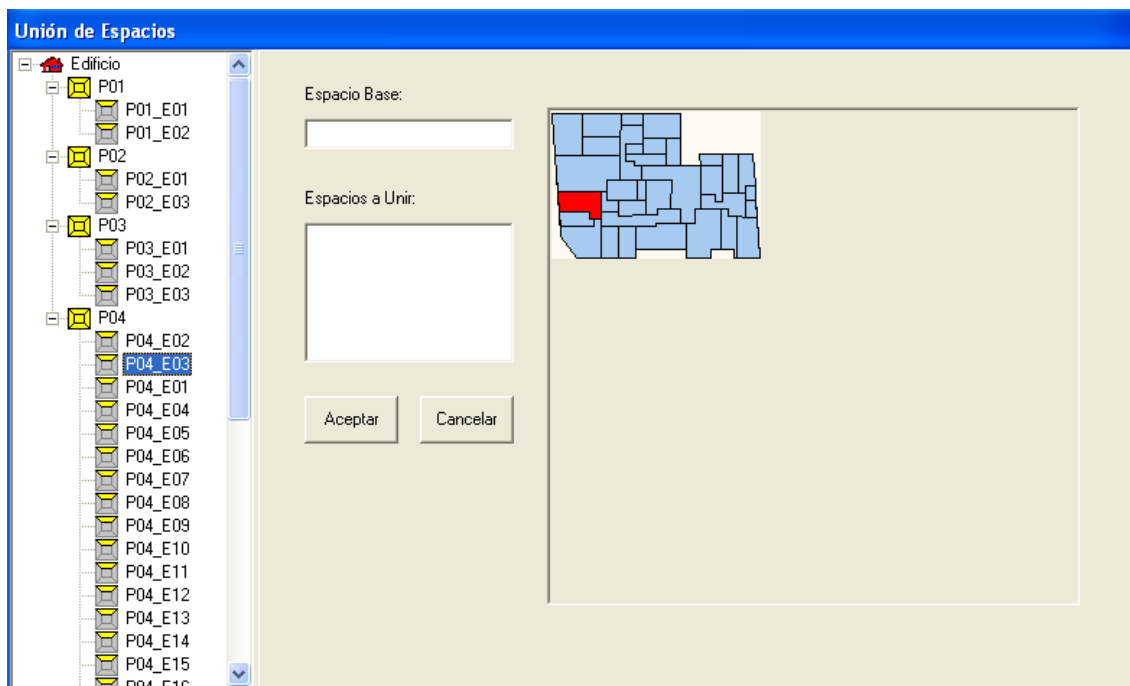 Unión de Espacios
Edificio
P01
P01_E01
P01_E02
P02
P02_E01
P02_E03
P03
P03_E01
P03_E02
P03_E03
P04
P04_E02
P04_E03
P04_E01
P04_E04
P04_E05
P04_E06
P04_E07
P04_E08
P04_E09
P04_E10
P04_E11
P04_E12
P04_E13
P04_E14
P04_E15
P04_E16
Espacio Base:
Espacios a Unir:
Aceptar
Cancelar